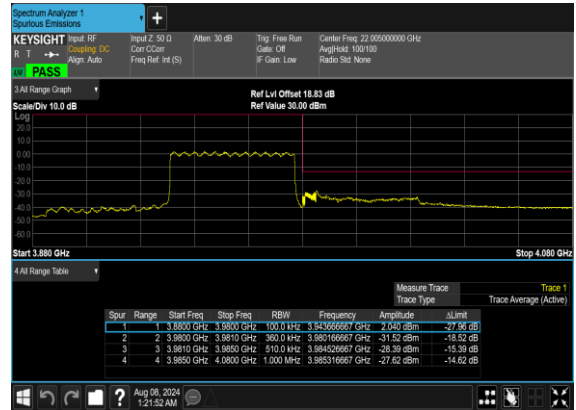 Spectrum Analyzer 1
Spurious Emissions
+
KEYSIGHT Input: RF Input Z: 50 Ω Atten: 30 dB Trig: Free Run Center Freq: 22.005000000 GHz
R T Coupling: DC Corr CCorr Gate: Off Avg|Hold: 100/100
Align: Auto Freq Ref: Int (S) IF Gain: Low Radio Std: None
LW PASS
3 All Range Graph
Ref Lvl Offset 18.83 dB
Scale/Div 10.0 dB Ref Value 30.00 dBm
Log
20.0
10.0
0.00
-10.0
-20.0
-30.0
-40.0
-50.0
-60.0
Start 3.880 GHz Stop 4.080 GHz
4 All Range Table
Measure Trace Trace 1
Trace Type Trace Average (Active)
Spur Range Start Freq Stop Freq RBW Frequency Amplitude ΔLimit
1 1 3.8800 GHz 3.9800 GHz 100.0 kHz 3.943666667 GHz 2.040 dBm -27.96 dB
2 2 3.9800 GHz 3.9810 GHz 360.0 kHz 3.980166667 GHz -31.52 dBm -18.52 dB
3 3 3.9810 GHz 3.9850 GHz 510.0 kHz 3.984526667 GHz -28.39 dBm -15.39 dB
4 4 3.9850 GHz 4.0800 GHz 1.000 MHz 3.985316667 GHz -27.62 dBm -14.62 dB
? Aug 08, 2024
1:21:52 AM